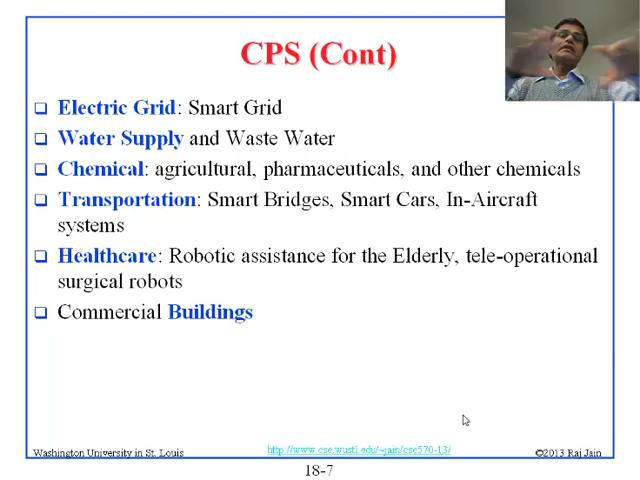 CPS (Cont)
Electric Grid: Smart Grid
Water Supply and Waste Water
Chemical: agricultural, pharmaceuticals, and other chemicals
Transportation: Smart Bridges, Smart Cars, In-Aircraft
systems
Healthcare: Robotic assistance for the Elderly, tele-operational
surgical robots
Commercial Buildings
Washington University in St. Louis
http://www.cse.wustl.edu/~jain/cse570-13/
©2013 Raj Jain
18-7